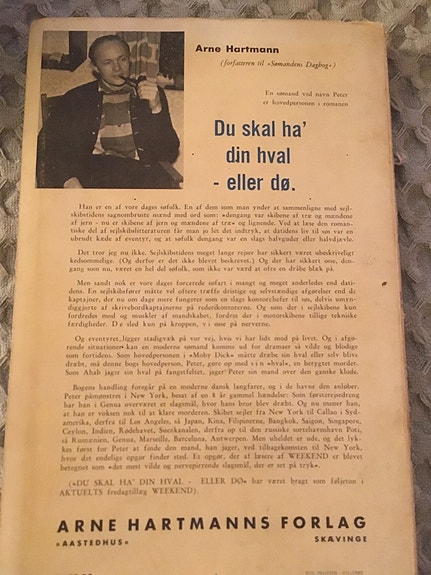 Arne Hartmann
(forfatteren til »Sømandens Dagbog«)
En sømand ved navn Peter
er hovedpersonen i romanen
Du skal ha'
din hval
- eller dø.
Han er en af vore dages søfolk. En af dem som man ynder at sammenligne med sejl-
skibstidens sagnombruste mænd med ord som: »dengang var skibene af træ og mændene
af jern - nu er skibene af jern og mændene af træ« og lignende. Ved at læse den roman-
tiske del af sejlskibslitteraturen får man jo let det indtryk, at datidens liv til søs var en
ubrudt kæde af eventyr, og at søfolk dengang var en slags halvguder eller halvdjævle.
Det tror jeg nu ikke. Sejlskibstidens meget lange rejser har sikkert været ubeskriveligt
kedsommelige. (Og derfor er det ikke blevet beskrevet.) Og der har sikkert også, den-
gang som nu, været en hel del søfolk, som ikke var værd at ofre en dråbe blæk på.
Men sandt nok er vore dages forcerede søfart i mangt og meget anderledes end dati-
dens. En sejlskibsfører måtte vel oftere træffe dristige og selvstændige afgørelser end de
kaptajner, der nu om dage mere fungerer som en slags kontorchefer til søs, delvis umyn-
diggjorte af skrivebordkaptajnerne på rederikontorerne. Og som der i sejlskibene kun
fordredes mod og muskler af mandskabet, fordres der i motorskibene tillige tekniske
færdigheder. De sled kun på kroppen, vi øse på nerverne.
Og eventyret ligger stadigvæk på vor vej, hvis vi har lidt mod på livet. Og i afgø-
rende situationer kan en moderne sømand komme ud for dramaer så vilde og blodige
som fortidens. Som hovedpersonen i »Moby Dick« måtte dræbe sin hval eller selv blive
dræbt, må denne bogs hovedperson, Peter, gøre op med sin »hval«, en berygtet morder.
Som Ahab jager sin hval på fangstfeltet, jager Peter sin mand over den ganske klode.
Bogens handling foregår på en moderne dansk langfarer, og i de havne den anløber.
Peter påmønstrer i New York, besat af en 8 år gammel hændelse: Som førsterejsedreng
har han i Genua overværet et slagsmål, hvor hans bror blev dræbt. Og nu mener han,
at han er voksen nok til at klare morderen. Skibet sejler fra New York til Callao i Syd-
amerika, derfra til Los Angeles, så Japan, Kina, Filippinerne, Bangkok, Saigon, Singapore,
Ceylon, Indien, Rødehavet, Suezkanalen, derfra op til den russiske sortehavshavn Poti,
så Rumænien, Genua, Marseille, Barcelona, Antwerpen. Men uheldet er ude, og det lyk-
kes først for Peter at finde den mand, han jager, ved tilbagekomsten til New York,
hvor det endelige opgør finder sted. Et opgør, der af læsere af WEEKEND er blevet
betegnet som »det mest vilde og nervepirrende slagsmål, der er set på tryk«.
(»DU SKAL HA' DIN HVAL - ELLER DØ« har været bragt som føljeton i
AKTUELTS fredagstillæg WEEKEND).
ARNE HARTMANNS FORLAG
»AASTEDHUS« SKÆVINGE